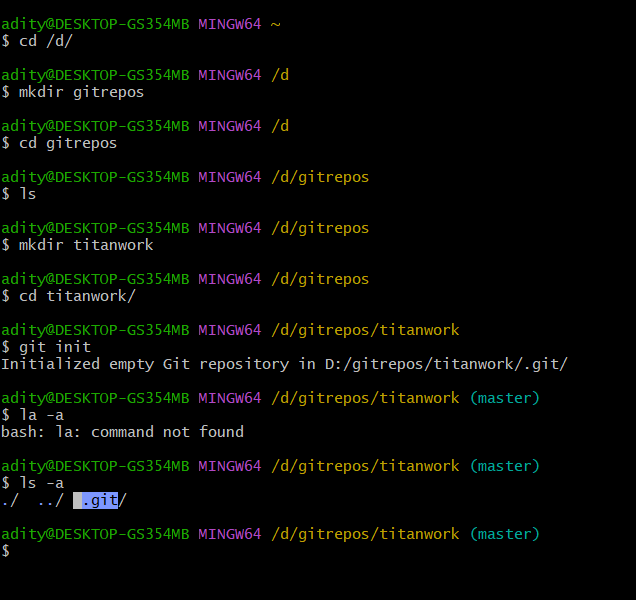 adity@DESKTOP-GS354MB MINGW64 ~
$ cd /d/
adity@DESKTOP-GS354MB MINGW64 /d
$ mkdir gitrepos
adity@DESKTOP-GS354MB MINGW64 /d
$ cd gitrepos
adity@DESKTOP-GS354MB MINGW64 /d/gitrepos
$ ls
adity@DESKTOP-GS354MB MINGW64 /d/gitrepos
$ mkdir titanwork
adity@DESKTOP-GS354MB MINGW64 /d/gitrepos
$ cd titanwork/
adity@DESKTOP-GS354MB MINGW64 /d/gitrepos/titanwork
$ git init
Initialized empty Git repository in D:/gitrepos/titanwork/.git/
adity@DESKTOP-GS354MB MINGW64 /d/gitrepos/titanwork (master)
$ la -a
bash: la: command not found
adity@DESKTOP-GS354MB MINGW64 /d/gitrepos/titanwork (master)
$ ls -a
./  ../  .git/
adity@DESKTOP-GS354MB MINGW64 /d/gitrepos/titanwork (master)
$